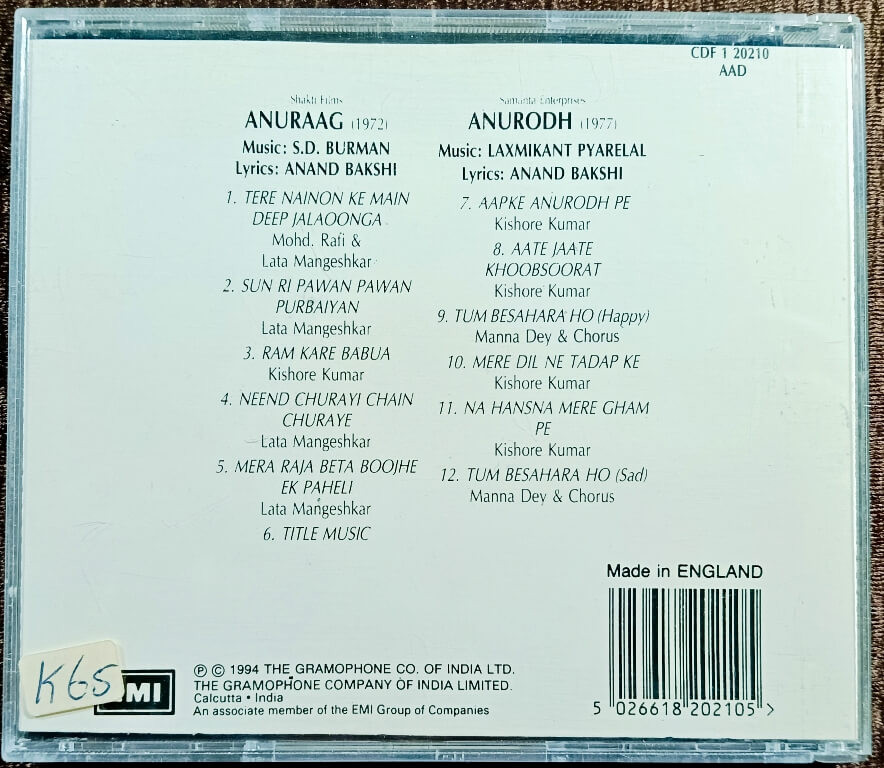 CDF 1 20210
AAD
Shakti Films
ANURAAG (1972)
Music: S.D. BURMAN
Lyrics: ANAND BAKSHI
1. TERE NAINON KE MAIN
DEEP JALAOONGA
Mohd. Rafi &
Lata Mangeshkar
2. SUN RI PAWAN PAWAN
PURBAIYAN
Lata Mangeshkar
3. RAM KARE BABUA
Kishore Kumar
4. NEEND CHURAYI CHAIN
CHURAYE
Lata Mangeshkar
5. MERA RAJA BETA BOOJHE
EK PAHELI
Lata Mangeshkar
6. TITLE MUSIC
Samanta Enterprises
ANURODH (1977)
Music: LAXMIKANT PYARELAL
Lyrics: ANAND BAKSHI
7. AAPKE ANURODH PE
Kishore Kumar
8. AATE JAATE
KHOOBSOORAT
Kishore Kumar
9. TUM BESAHARA HO (Happy)
Manna Dey & Chorus
10. MERE DIL NE TADAP KE
Kishore Kumar
11. NA HANSNA MERE GHAM
PE
Kishore Kumar
12. TUM BESAHARA HO (Sad)
Manna Dey & Chorus
Made in ENGLAND
5 026618 202105 >
K65
EMI
℗ © 1994 THE GRAMOPHONE CO. OF INDIA LTD.
THE GRAMOPHONE COMPANY OF INDIA LIMITED.
Calcutta • India
An associate member of the EMI Group of Companies